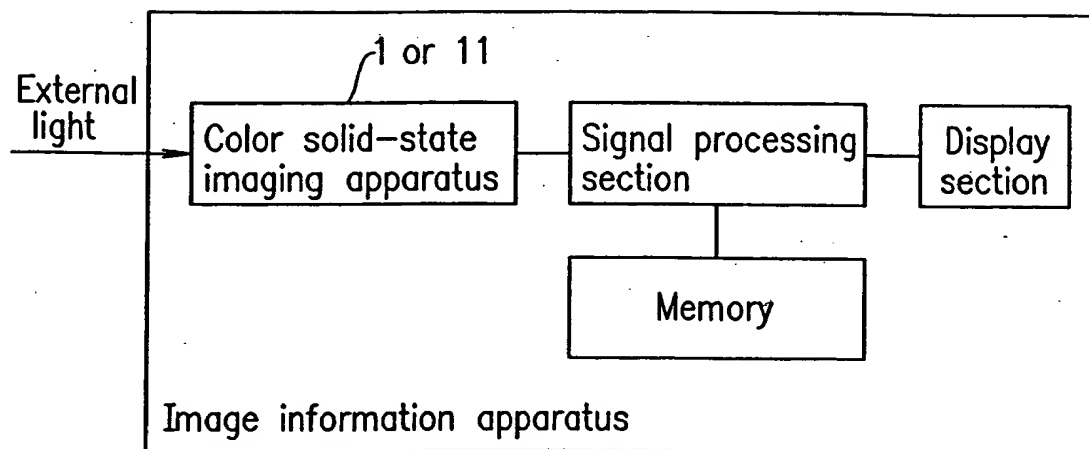 1 or 11
External
light
Color solid-state
imaging apparatus
Signal processing
section
Display
section
Memory
Image information apparatus